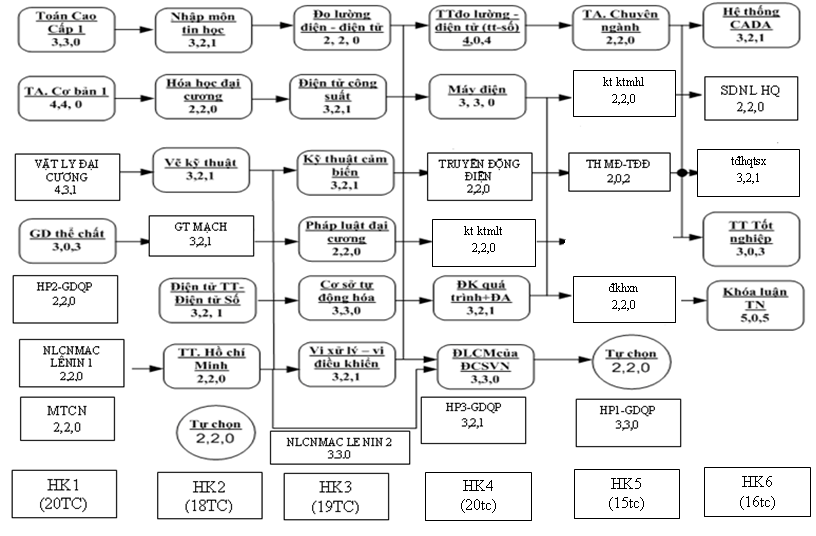 Toán Cao
Cấp 1
3,3,0
Nhập môn
tin học
3,2,1
Đo lường
điện - điện tử
2, 2, 0
TTđo lường -
điện tử (tt-số)
4,0,4
TA. Chuyên
ngành
2,2,0
Hệ thống
CADA
3,2,1
TA. Cơ bản 1
4,4, 0
Hóa học đại
cương
2,2,0
Điện tử công
suất
3,2,1
Máy điện
3, 3, 0
kt ktmhl
2,2,0
SDNL HQ
2,2,0
VẬT LÝ ĐẠI
CƯƠNG
4,3,1
Vẽ kỹ thuật
3,2,1
Kỹ thuật cảm
biến
3,2,1
TRUYỀN ĐỘNG
ĐIỆN
2,2,0
TH MĐ-TĐĐ
2,0,2
tđhqtsx
3,2,1
GD thể chất
3,0,3
GT MẠCH
3,2,1
Pháp luật đại
cương
2,2,0
kt ktmlt
2,2,0
TT Tốt
nghiệp
3,0,3
HP2-GDQP
2,2,0
Điện tử TT-
Điện tử Số
3,2, 1
Cơ sở tự
động hóa
3,3,0
ĐK quá
trình+ĐA
3,2,1
đkhxn
2,2,0
Khóa luận
TN
5,0,5
NLCNMAC
LÊNIN 1
2,2,0
TT. Hồ chí
Minh
2,2,0
Vi xử lý – vi
điều khiển
3,2,1
ĐLCMcủa
ĐCSVN
3,3,0
Tự chọn
2,2,0
MTCN
2,2,0
Tự chọn
2,2,0
NLCNMAC LE NIN 2
3.3.0
HP3-GDQP
3,2,1
HP1-GDQP
3,3,0
HK1
(20TC)
HK2
(18TC)
HK3
(19TC)
HK4
(20tc)
HK5
(15tc)
HK6
(16tc)